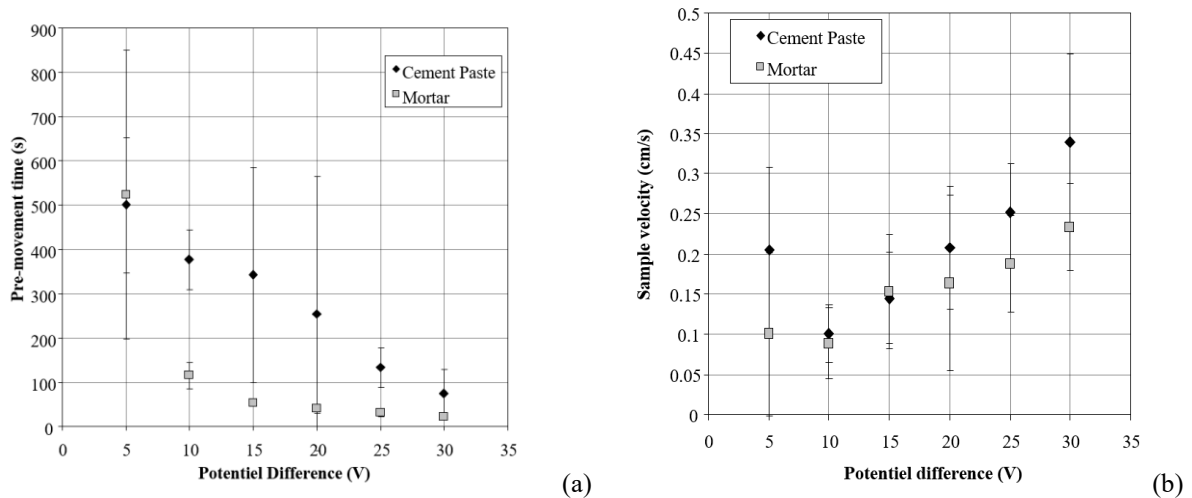 900
800
700
600
500
400
300
200
100
0
Pre-movement time (s)
Cement Paste
Mortar
0 5 10 15 20 25 30 35
Potentiel Difference (V)
(a)
0.5
0.45
0.4
0.35
0.3
0.25
0.2
0.15
0.1
0.05
0
Sample velocity (cm/s)
Cement Paste
Mortar
0 5 10 15 20 25 30 35
Potentiel difference (V)
(b)